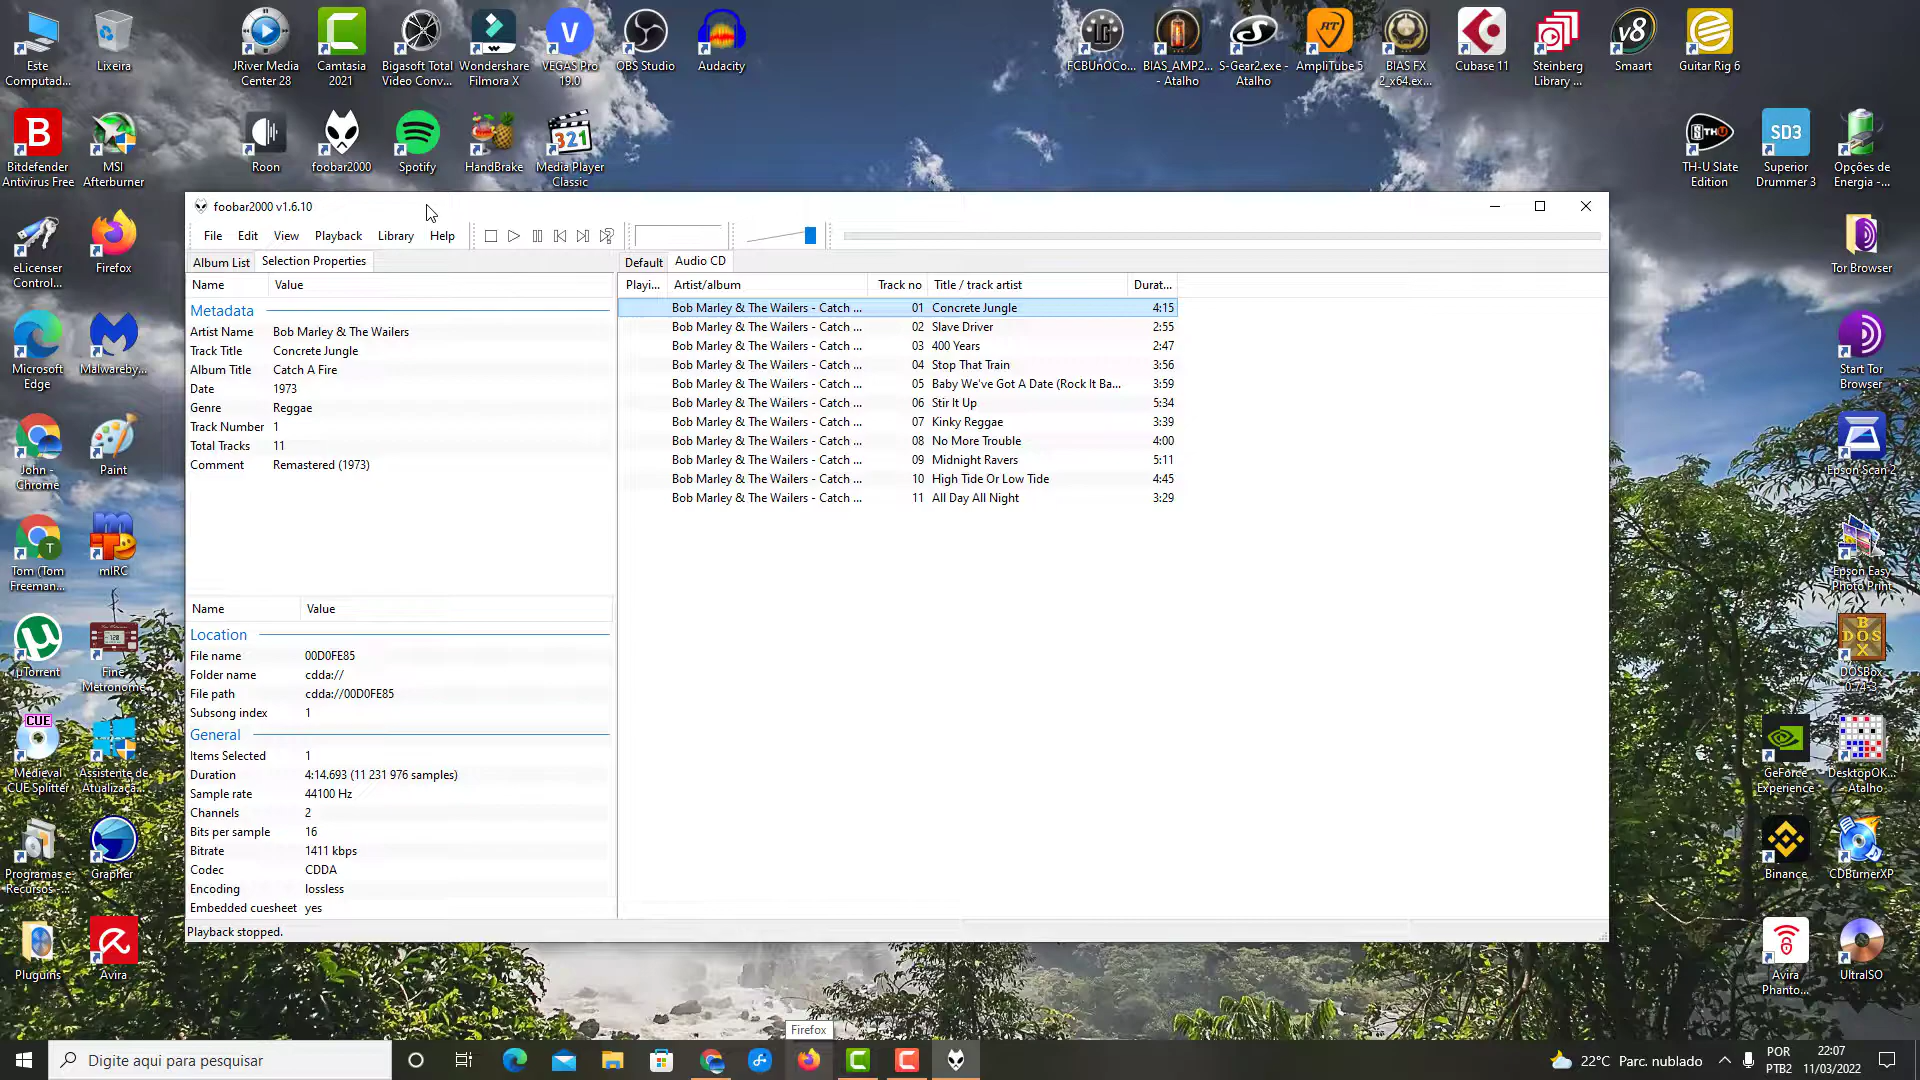 Este
Computad...
Lixeira
JRiver Media
Center 28
Camtasia
2021
Bigasoft Total
Video Conv...
Wondershare
Filmora X
VEGAS Pro
19.0
OBS Studio
Audacity
FCBUnOCo...
BIAS_AMP2...
- Atalho
S-Gear2.exe -
Atalho
AmpliTube 5
BIAS FX
2_x64.ex...
Cubase 11
Steinberg
Library ...
Smaart
Guitar Rig 6
Bitdefender
Antivirus Free
MSI
Afterburner
Roon
foobar2000
Spotify
HandBrake
Media Player
Classic
TH-U Slate
Edition
Superior
Drummer 3
Opções de
Energia -...
eLicenser
Control...
Firefox
Tor Browser
Microsoft
Edge
Malwareby...
Start Tor
Browser
John -
Chrome
Paint
Epson Scan 2
Tom (Tom
Freeman...
mIRC
Epson Easy
Photo Print
µTorrent
Fine
Metronome
DOSBox
0.74-3
Medieval
CUE Splitter
Assistente de
Atualizaçã...
GeForce
Experience
DesktopOK...
Atalho
Programas e
Recursos -...
Grapher
Binance
CDBurnerXP
Pluguins
Avira
Avira
Phanto...
UltraISO
foobar2000 v1.6.10
File Edit View Playback Library Help
Album List Selection Properties
Default Audio CD
Name Value
Metadata
Artist Name Bob Marley & The Wailers
Track Title Concrete Jungle
Album Title Catch A Fire
Date 1973
Genre Reggae
Track Number 1
Total Tracks 11
Comment Remastered (1973)
Name Value
Location
File name 00D0FE85
Folder name cdda://
File path cdda://00D0FE85
Subsong index 1
General
Items Selected 1
Duration 4:14.693 (11 231 976 samples)
Sample rate 44100 Hz
Channels 2
Bits per sample 16
Bitrate 1411 kbps
Codec CDDA
Encoding lossless
Embedded cuesheet yes
Playi... Artist/album Track no Title / track artist Durat...
Bob Marley & The Wailers - Catch ... 01 Concrete Jungle 4:15
Bob Marley & The Wailers - Catch ... 02 Slave Driver 2:55
Bob Marley & The Wailers - Catch ... 03 400 Years 2:47
Bob Marley & The Wailers - Catch ... 04 Stop That Train 3:56
Bob Marley & The Wailers - Catch ... 05 Baby We've Got A Date (Rock It Ba... 3:59
Bob Marley & The Wailers - Catch ... 06 Stir It Up 5:34
Bob Marley & The Wailers - Catch ... 07 Kinky Reggae 3:39
Bob Marley & The Wailers - Catch ... 08 No More Trouble 4:00
Bob Marley & The Wailers - Catch ... 09 Midnight Ravers 5:11
Bob Marley & The Wailers - Catch ... 10 High Tide Or Low Tide 4:45
Bob Marley & The Wailers - Catch ... 11 All Day All Night 3:29
Playback stopped.
Firefox
Digite aqui para pesquisar
22°C Parc. nublado
POR
PTB2
22:07
11/03/2022